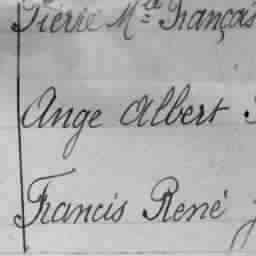 Pierre Mie François
Ange Albert
Francis René